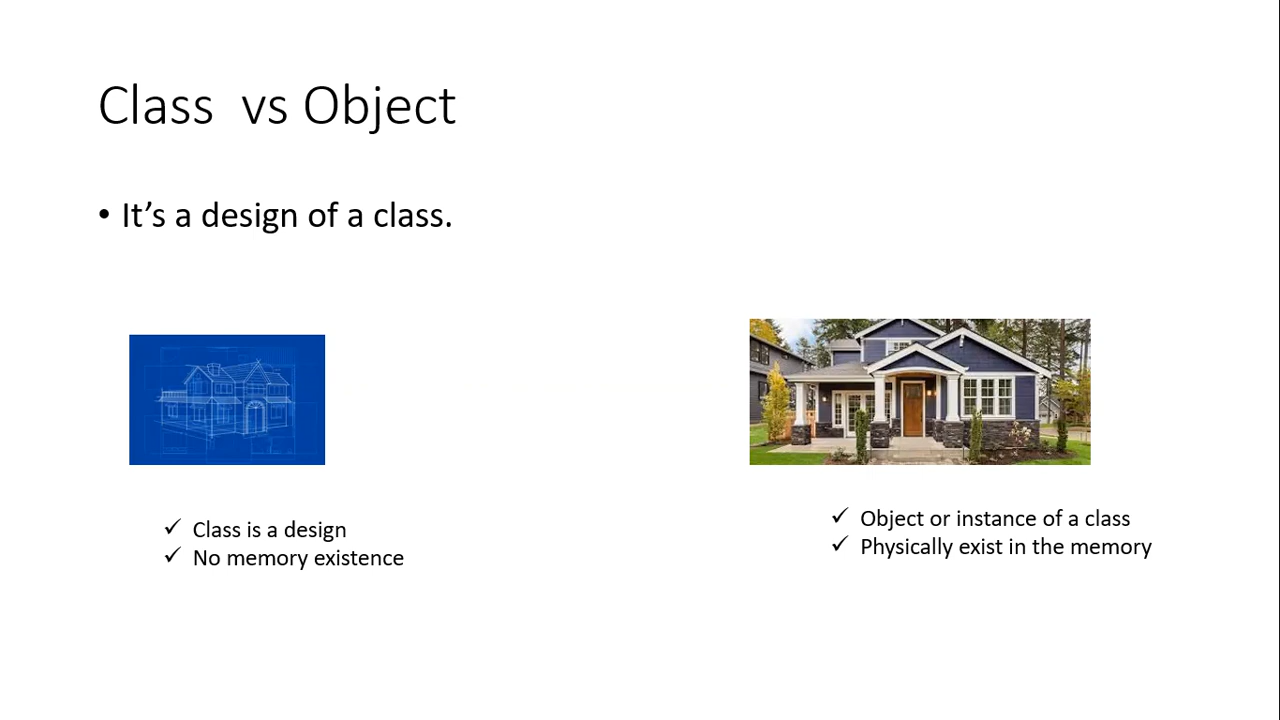 Class  vs Object
• It’s a design of a class.
✓ Class is a design
✓ No memory existence
✓ Object or instance of a class
✓ Physically exist in the memory